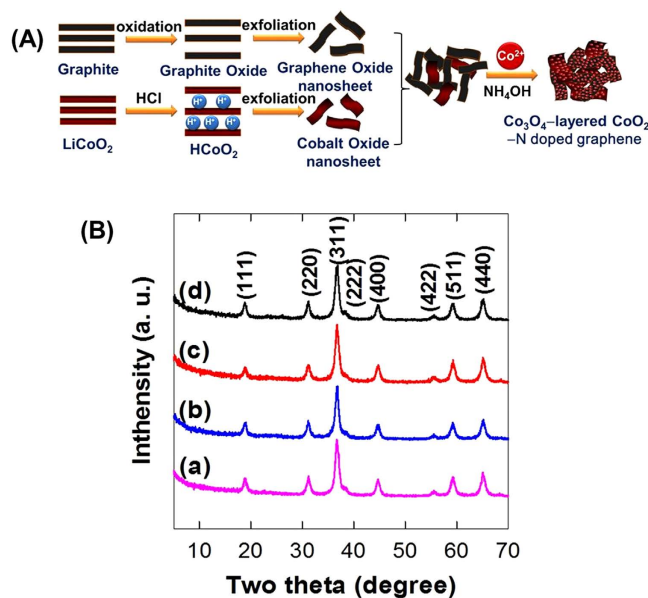 (A)
oxidation
exfoliation
Graphite
Graphite Oxide
Graphene Oxide
nanosheet
HCl
exfoliation
H⁺ H⁺
H⁺ H⁺ H⁺
LiCoO₂
HCoO₂
Cobalt Oxide
nanosheet
Co²⁺
NH4OH
Co₃O₄–layered CoO₂
–N doped graphene
(B)
Inthensity (a. u.)
(111)
(220)
(311)
(222)
(400)
(422)
(511)
(440)
(d)
(c)
(b)
(a)
10 20 30 40 50 60 70
Two theta (degree)